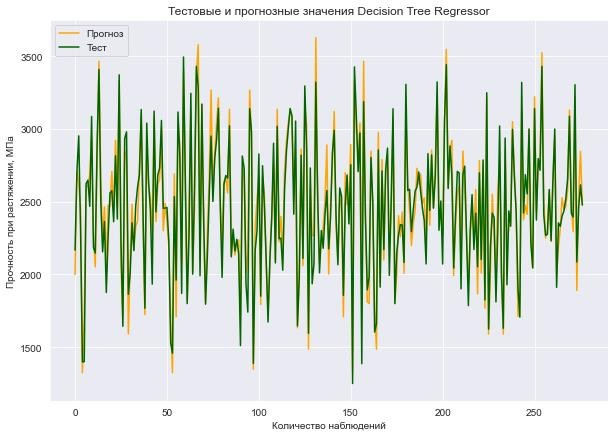 Тестовые и прогнозные значения Decision Tree Regressor
Прогноз
Тест
Прочность при растяжении, МПа
3500
3000
2500
2000
1500
0
50
100
150
200
250
Количество наблюдений